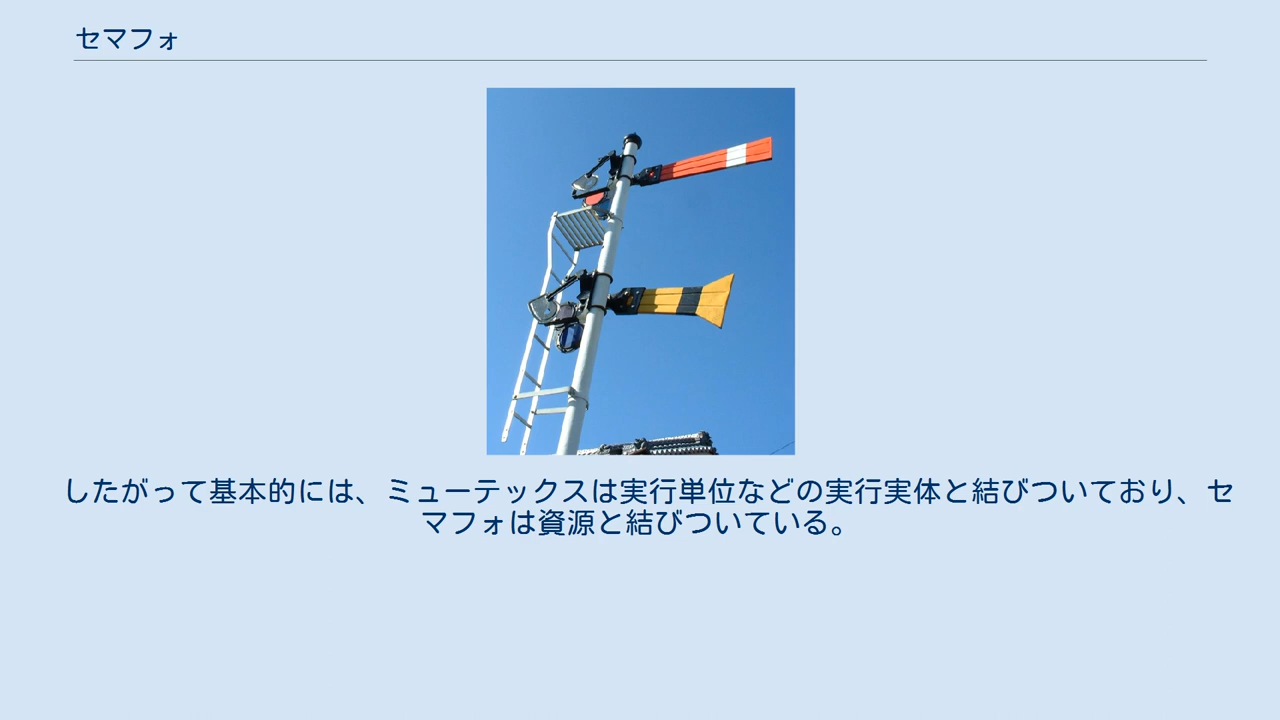 セマフォ
したがって基本的には、ミューテックスは実行単位などの実行実体と結びついており、セ
マフォは資源と結びついている。